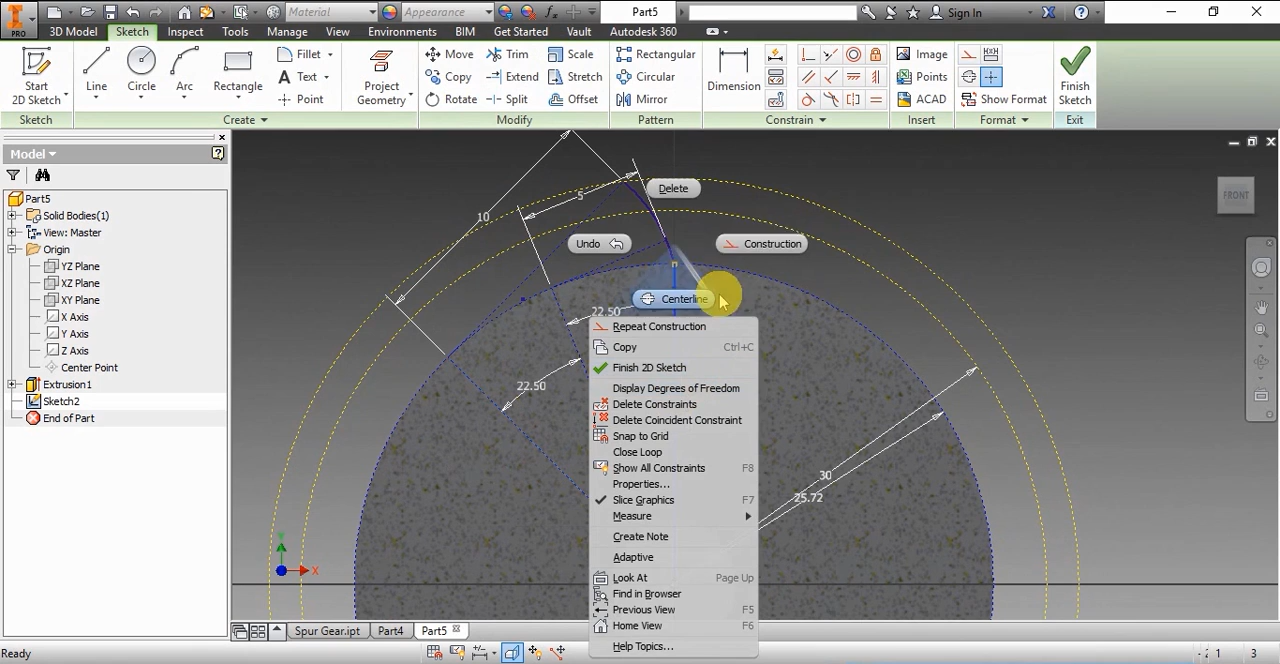 Material
Appearance
Part5
Sign In
PRO
3D Model
Sketch
Inspect
Tools
Manage
View
Environments
BIM
Get Started
Vault
Autodesk 360
Start
2D Sketch
Line
Circle
Arc
Rectangle
Fillet
Text
Point
Project
Geometry
Move
Copy
Rotate
Trim
Extend
Split
Scale
Stretch
Offset
Rectangular
Circular
Mirror
Dimension
Image
Points
ACAD
Show Format
Finish
Sketch
Sketch
Create
Modify
Pattern
Constrain
Insert
Format
Exit
Model
Part5
Solid Bodies(1)
View: Master
Origin
YZ Plane
XZ Plane
XY Plane
X Axis
Y Axis
Z Axis
Center Point
Extrusion1
Sketch2
End of Part
FRONT
10
5
22.50
22.50
30
25.72
Y
X
Delete
Undo
Construction
Centerline
Repeat Construction
Copy Ctrl+C
Finish 2D Sketch
Display Degrees of Freedom
Delete Constraints
Delete Coincident Constraint
Snap to Grid
Close Loop
Show All Constraints F8
Properties...
Slice Graphics F7
Measure
Create Note
Adaptive
Look At Page Up
Find in Browser
Previous View F5
Home View F6
Help Topics...
Spur Gear.ipt
Part4
Part5
Ready
1
3